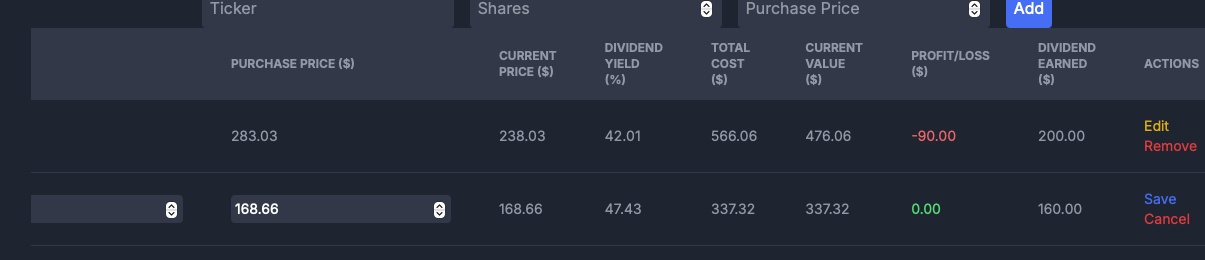 Ticker Shares Purchase Price Add
PURCHASE PRICE ($) CURRENT PRICE ($) DIVIDEND YIELD (%) TOTAL COST ($) CURRENT VALUE ($) PROFIT/LOSS ($) DIVIDEND EARNED ($) ACTIONS
283.03 238.03 42.01 566.06 476.06 -90.00 200.00 Edit
Remove
168.66 168.66 47.43 337.32 337.32 0.00 160.00 Save
Cancel